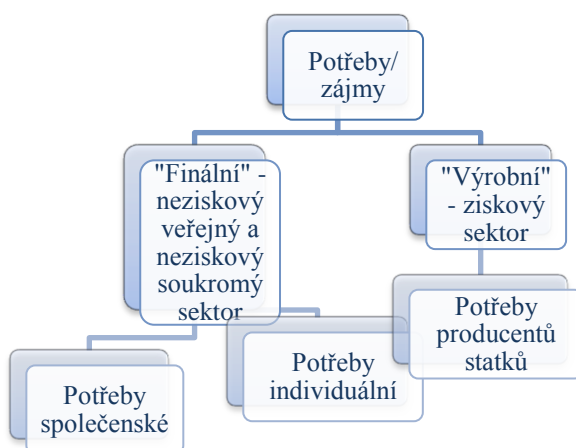 Potřeby/
zájmy
"Finální" -
neziskový
veřejný a
neziskový
soukromý
sektor
"Výrobní"
- ziskový
sektor
Potřeby
společenské
Potřeby
individuální
Potřeby
producentů
statků